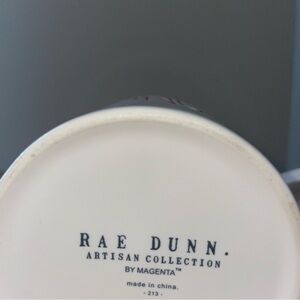 RAE DUNN.
ARTISAN COLLECTION
BY MAGENTA™
made in china.
- 213 -